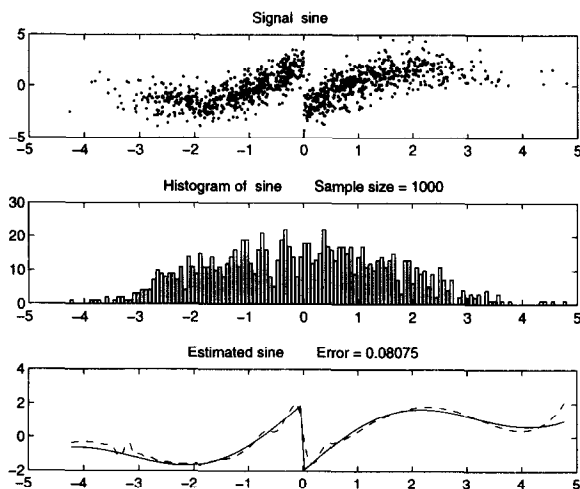 Signal sine
5
0
-5
-5 -4 -3 -2 -1 0 1 2 3 4 5
Histogram of sine Sample size = 1000
30
20
10
0
-5 -4 -3 -2 -1 0 1 2 3 4 5
Estimated sine Error = 0.08075
4
2
0
-2
-5 -4 -3 -2 -1 0 1 2 3 4 5